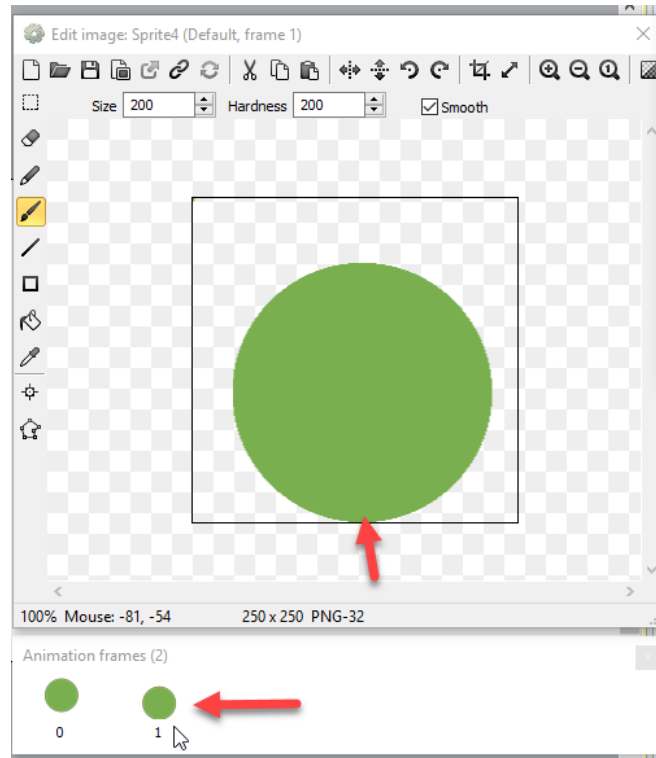 Edit image: Sprite4 (Default, frame 1)
Size 200 Hardness 200 Smooth
100% Mouse: -81, -54 250 x 250 PNG-32
Animation frames (2)
0 1